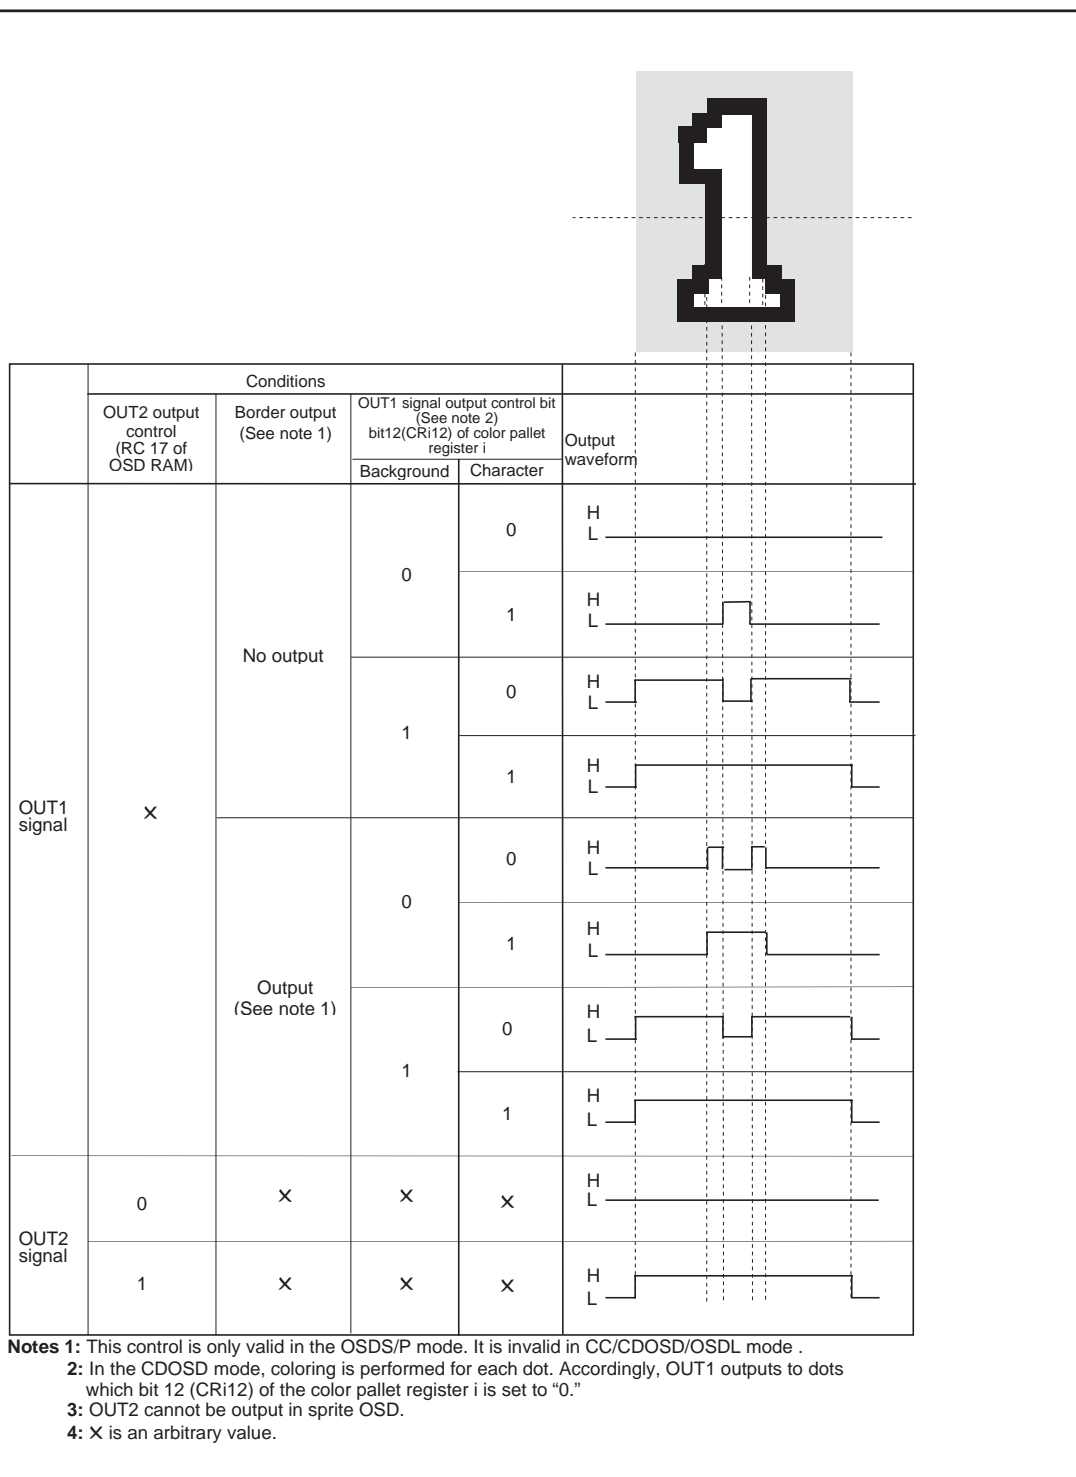 Conditions
OUT2 output
control
(RC 17 of
OSD RAM)
Border output
(See note 1)
OUT1 signal output control bit
(See note 2)
bit12(CRi12) of color pallet
register i
Background
Character
Output
waveform
OUT1
signal
×
No output
0
0
H
L
1
H
L
1
0
H
L
1
H
L
Output
(See note 1)
0
0
H
L
1
H
L
1
0
H
L
1
H
L
OUT2
signal
0
×
×
×
H
L
1
×
×
×
H
L
Notes 1: This control is only valid in the OSDS/P mode. It is invalid in CC/CDOSD/OSDL mode .
2: In the CDOSD mode, coloring is performed for each dot. Accordingly, OUT1 outputs to dots
which bit 12 (CRi12) of the color pallet register i is set to “0.”
3: OUT2 cannot be output in sprite OSD.
4: × is an arbitrary value.